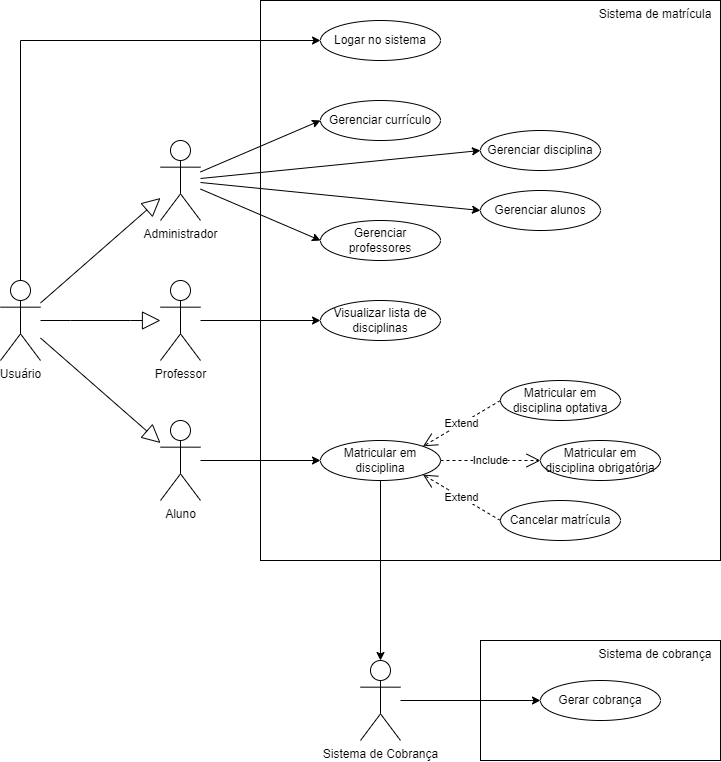 Sistema de matrícula
Logar no sistema
Gerenciar currículo
Gerenciar disciplina
Gerenciar alunos
Gerenciar
professores
Administrador
Visualizar lista de
disciplinas
Usuário
Professor
Matricular em
disciplina optativa
Extend
Matricular em
disciplina
Include
Matricular em
disciplina obrigatória
Extend
Cancelar matrícula
Aluno
Sistema de cobrança
Gerar cobrança
Sistema de Cobrança